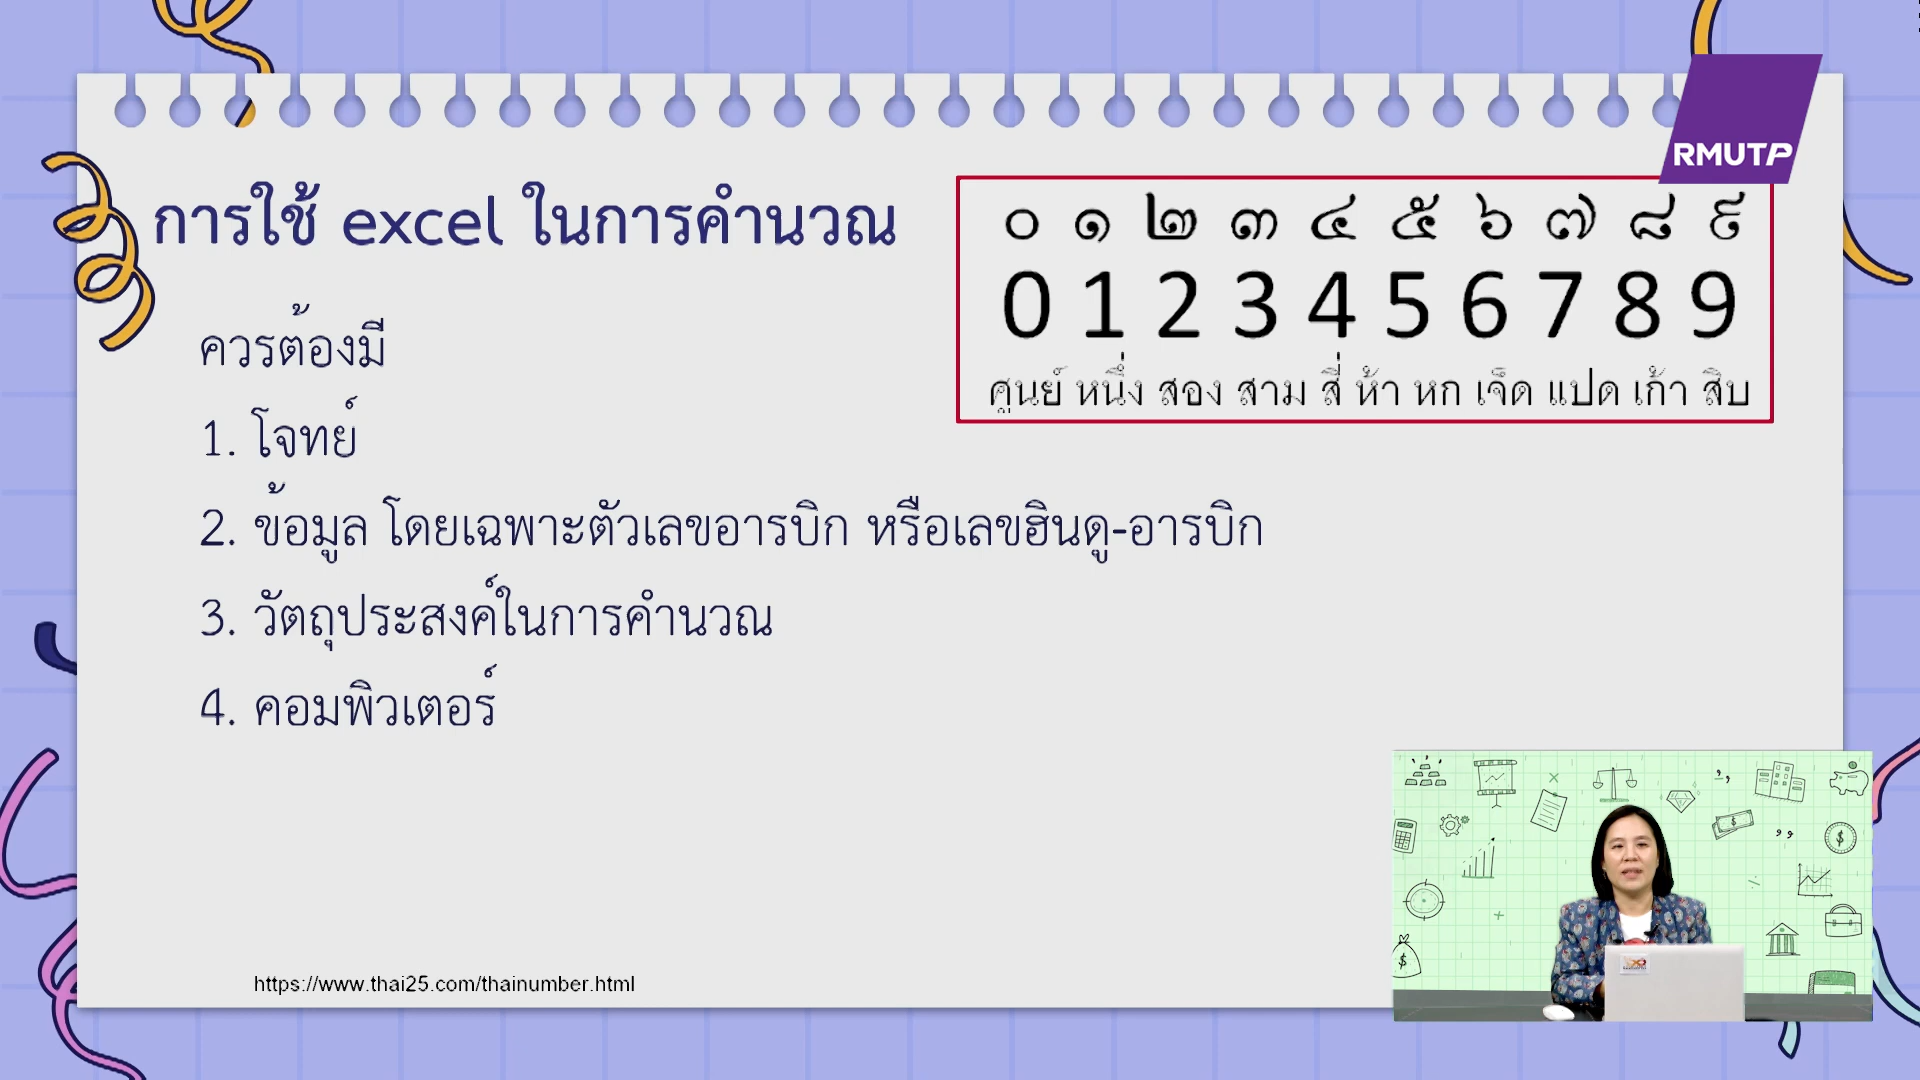 RMUTP
การใช้ excel ในการคำนวณ
๐ ๑ ๒ ๓ ๔ ๕ ๖ ๗ ๘ ๙
0 1 2 3 4 5 6 7 8 9
ศูนย์ หนึ่ง สอง สาม สี่ ห้า หก เจ็ด แปด เก้า สิบ
ควรต้องมี
1. โจทย์
2. ข้อมูล โดยเฉพาะตัวเลขอารบิก หรือเลขฮินดู-อารบิก
3. วัตถุประสงค์ในการคำนวณ
4. คอมพิวเตอร์
https://www.thai25.com/thainumber.html